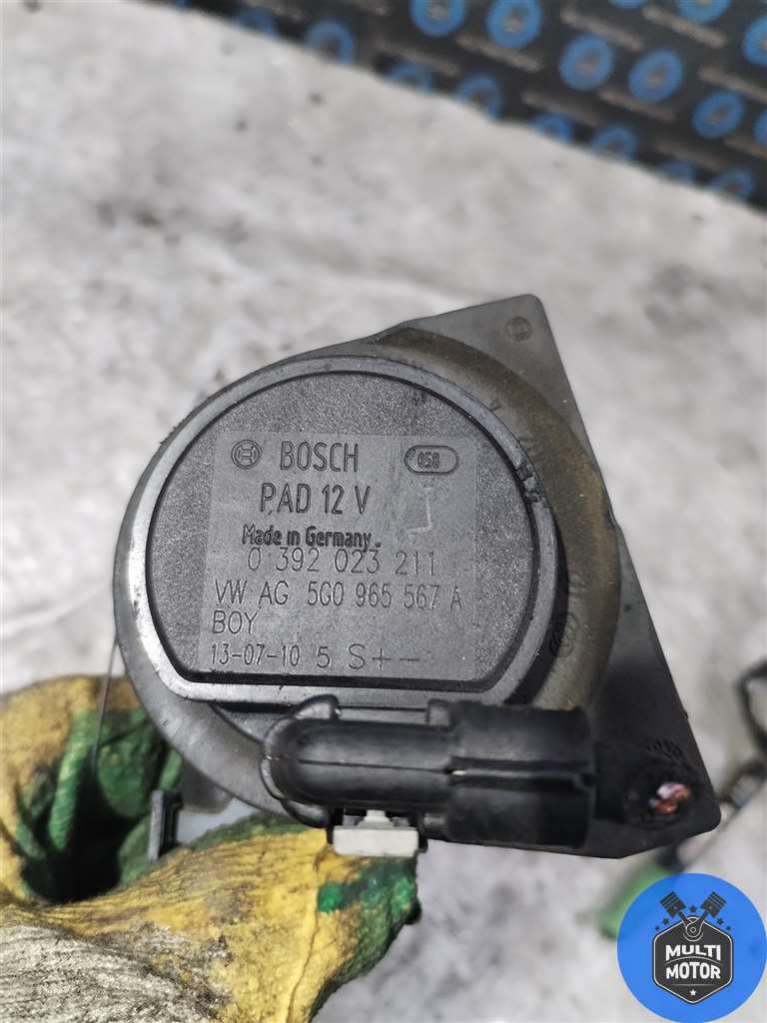 BOSCH 058
PAD 12 V
Made in Germany.
0 392 023 211
VW AG 5G0 965 567 A
BOY
13-07-10 5 S+-
MULTI
MOTOR